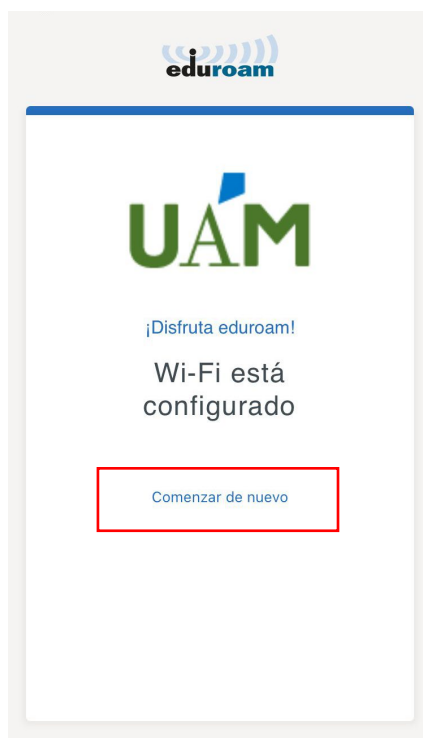 eduroam
UAM
¡Disfruta eduroam!
Wi-Fi está
configurado
Comenzar de nuevo